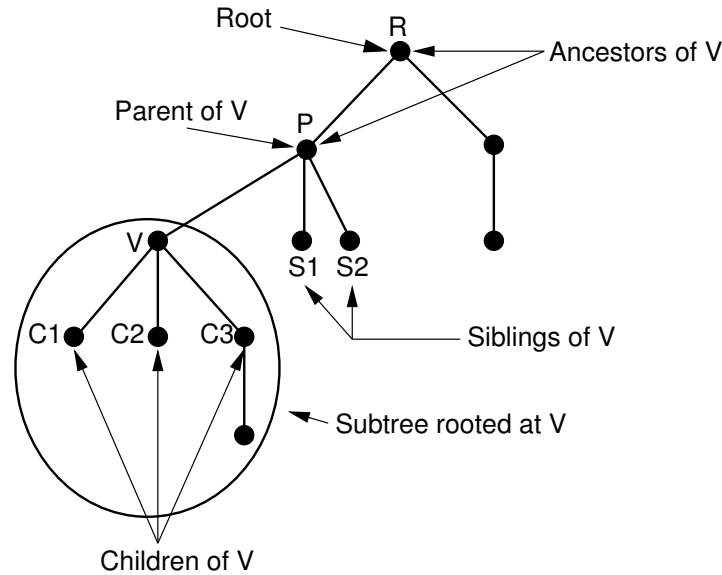 Root
R
Ancestors of V
Parent of V
P
V
S1
S2
C1
C2
C3
Siblings of V
Subtree rooted at V
Children of V